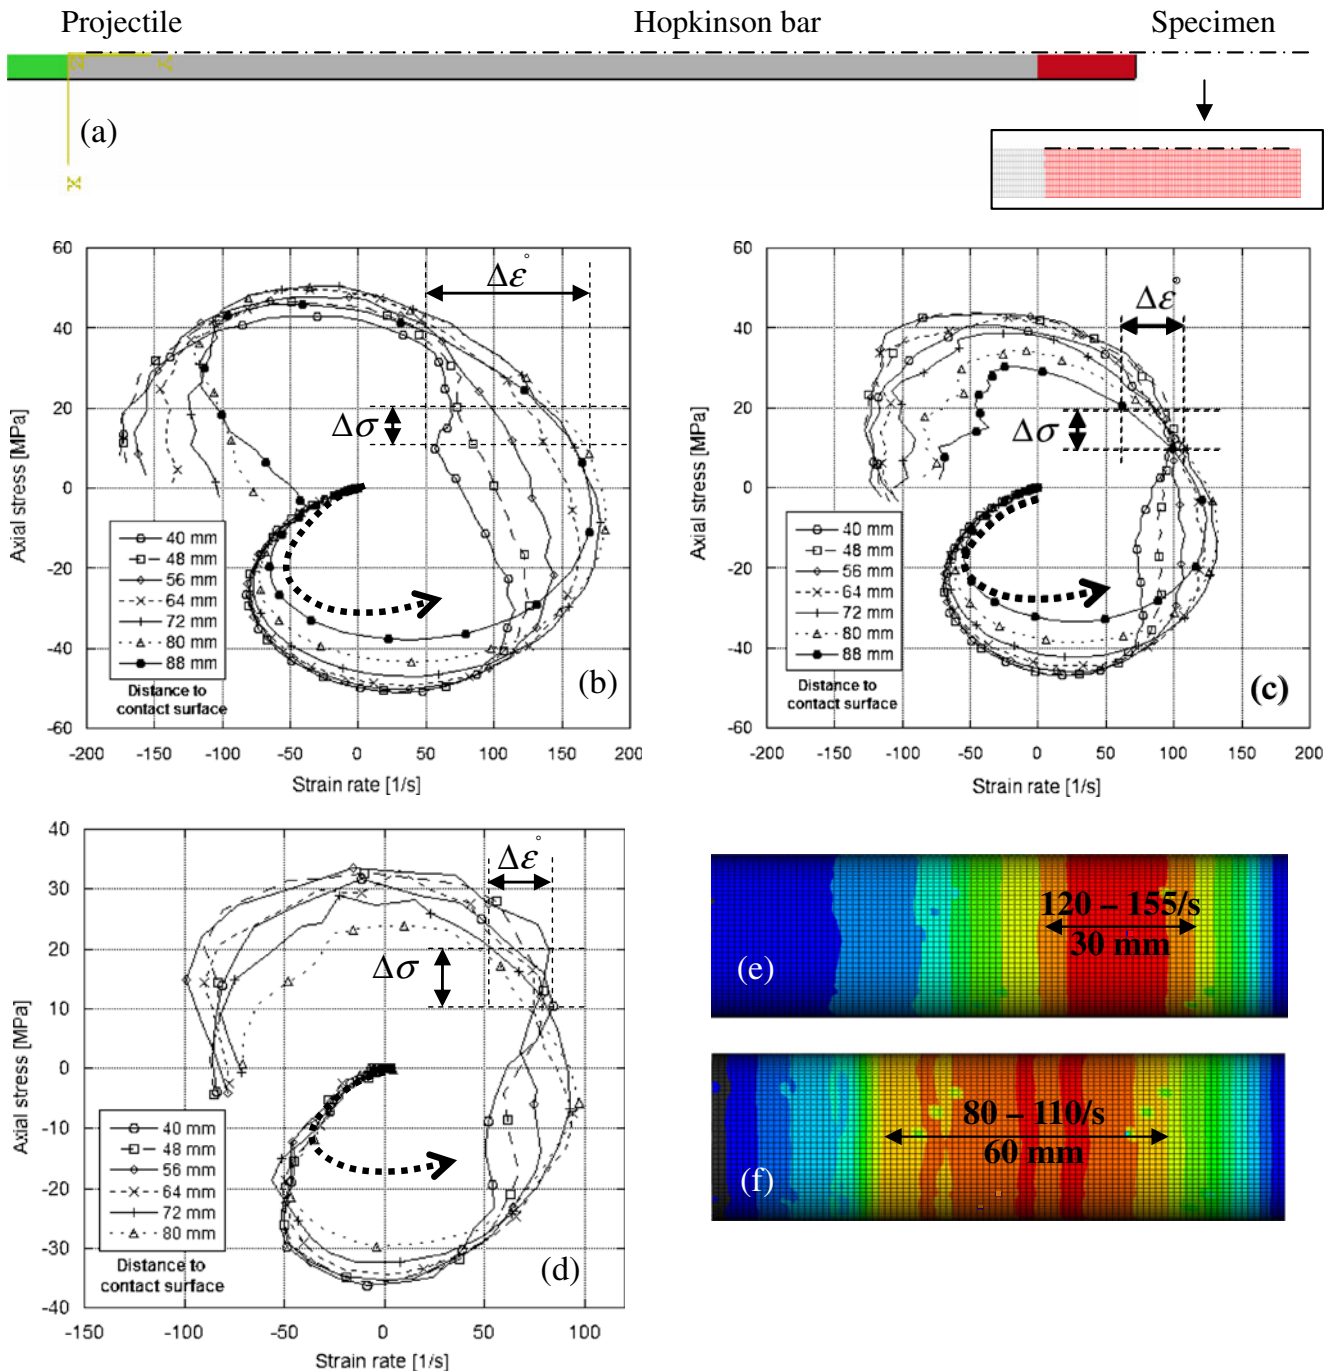 Projectile Hopkinson bar Specimen
Z X
X
(a)
60
40
20
0
-20
-40
-60
Axial stress [MPa]
Δε°
Δσ
40 mm
48 mm
56 mm
64 mm
72 mm
80 mm
88 mm
Distance to
contact surface
(b)
-200 -150 -100 -50 0 50 100 150 200
Strain rate [1/s]
60
40
20
0
-20
-40
-60
Axial stress [MPa]
Δε°
Δσ
40 mm
48 mm
56 mm
64 mm
72 mm
80 mm
88 mm
Distance to
contact surface
(c)
-200 -150 -100 -50 0 50 100 150 200
Strain rate [1/s]
40
30
20
10
0
-10
-20
-30
-40
Axial stress [MPa]
Δε°
Δσ
40 mm
48 mm
56 mm
64 mm
72 mm
80 mm
Distance to
contact surface
(d)
-150 -100 -50 0 50 100
Strain rate [1/s]
120 – 155/s
30 mm
(e)
80 – 110/s
60 mm
(f)